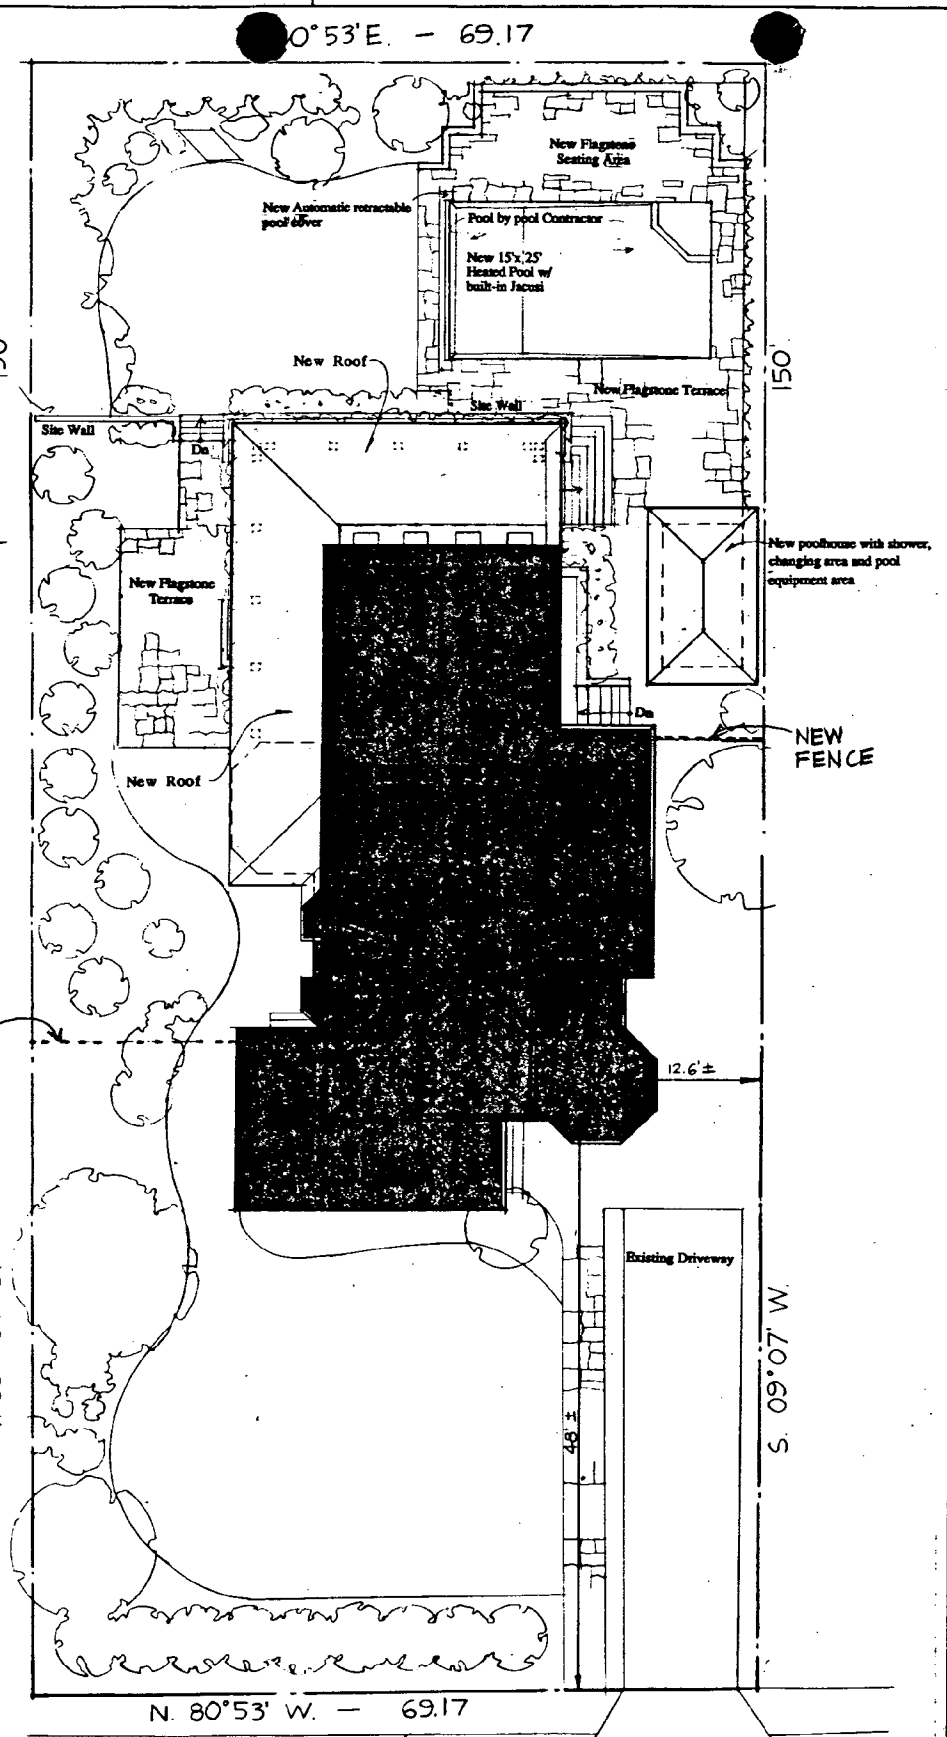 0°53'E. - 69.17
New Flagstone
Seating Area
New Automatic retractable
pool cover
Pool by pool Contractor
New 15'x 25'
Heated Pool w/
built-in Jacusi
150'
New Roof
New Flagstone Terrace
Site Wall
Site Wall
Dn
New poolhouse with shower,
changing area and pool
equipment area
New Flagstone
Terrace
Dn
NEW
FENCE
New Roof
12.6'±
Existing Driveway
S. 09°07' W.
48'±
N. 80°53' W. - 69.17